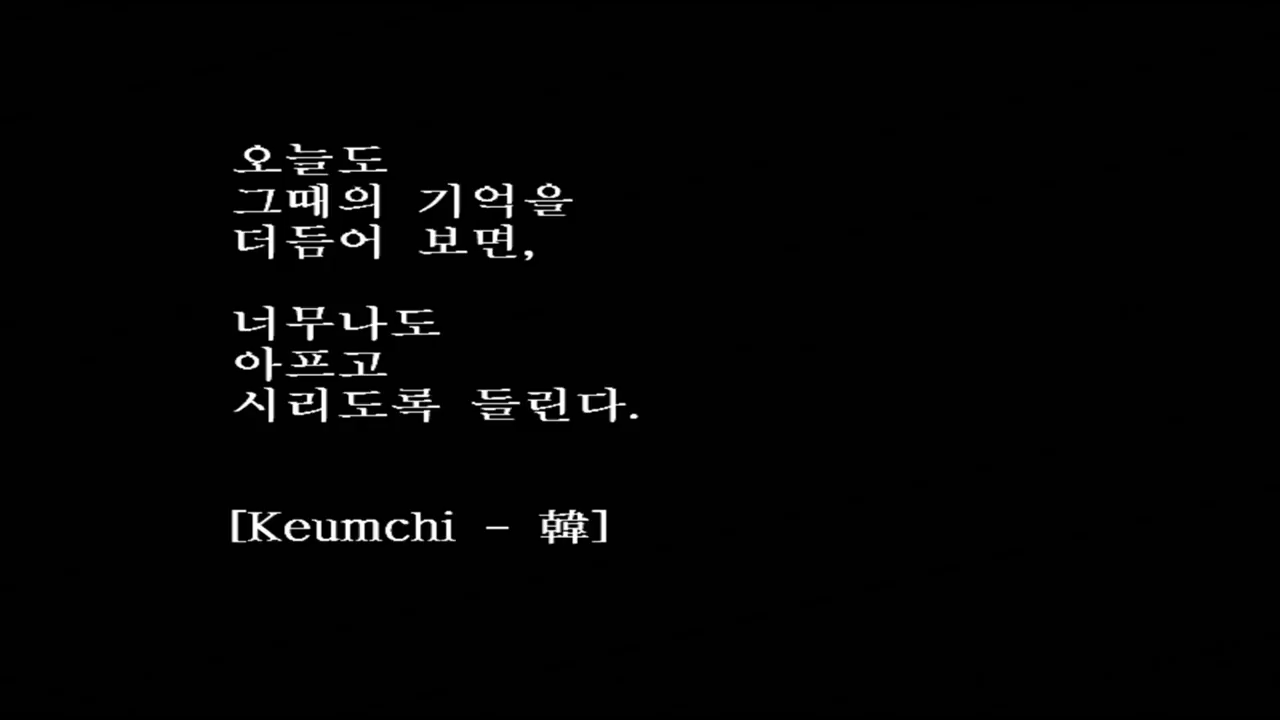 오늘도
그때의 기억을
더듬어 보면,
너무나도
아프고
시리도록 들린다.
[Keumchi - 韓]